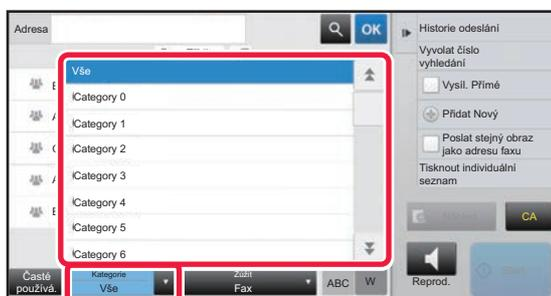 Adresa
OK
Vše
Category 0
Category 1
Category 2
Category 3
Category 4
Category 5
Category 6
Časté
používá.
Kategorie
Vše
Zúžit
Fax
ABC
W
Historie odeslání
Vyvolat číslo
vyhledání
Vysíl. Přímé
Přidat Nový
Poslat stejný obraz
jako adresu faxu
Tisknout individuální
seznam
CA
Reprod.
Start